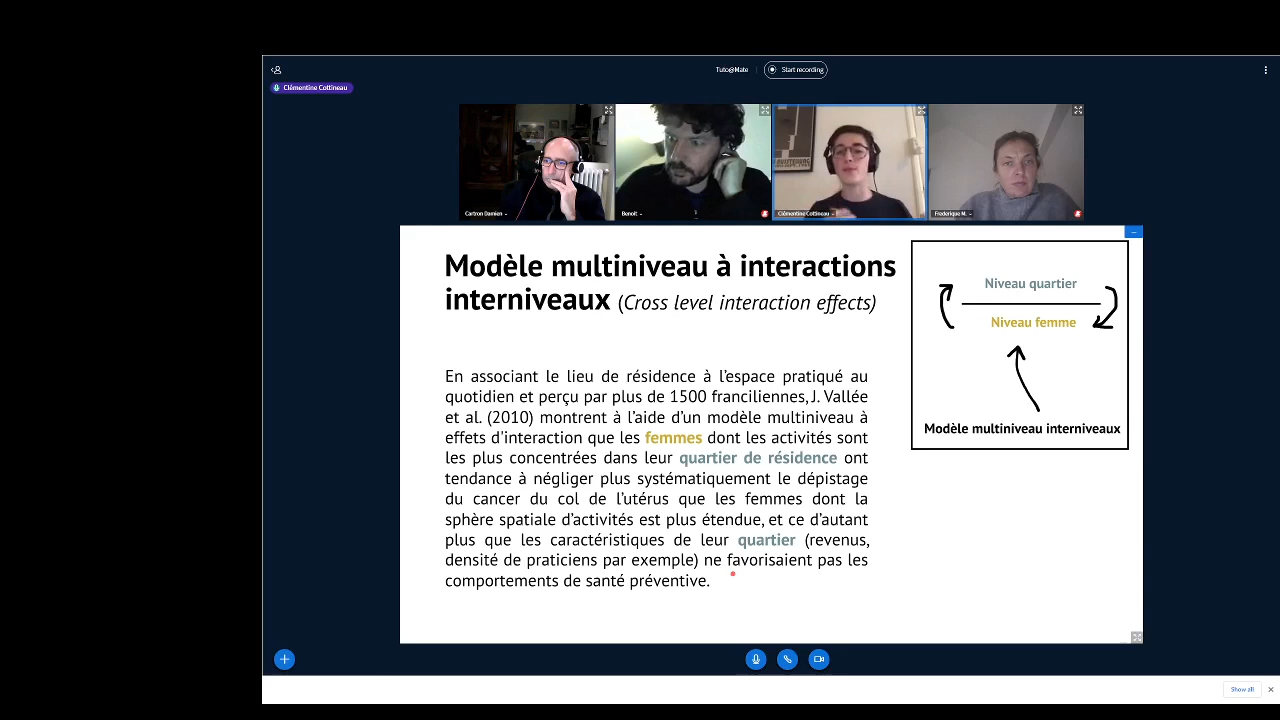 Tuto@Mate
Start recording
Clémentine Cottineau
Cartron Damien
Benoit
Clémentine Cottineau
Frederique M.
Modèle multiniveau à interactions
interniveaux (Cross level interaction effects)
En associant le lieu de résidence à l'espace pratiqué au
quotidien et perçu par plus de 1500 franciliennes, J. Vallée
et al. (2010) montrent à l'aide d'un modèle multiniveau à
effets d'interaction que les femmes dont les activités sont
les plus concentrées dans leur quartier de résidence ont
tendance à négliger plus systématiquement le dépistage
du cancer du col de l'utérus que les femmes dont la
sphère spatiale d'activités est plus étendue, et ce d'autant
plus que les caractéristiques de leur quartier (revenus,
densité de praticiens par exemple) ne favorisaient pas les
comportements de santé préventive.
Niveau quartier
Niveau femme
Modèle multiniveau interniveaux
Show all